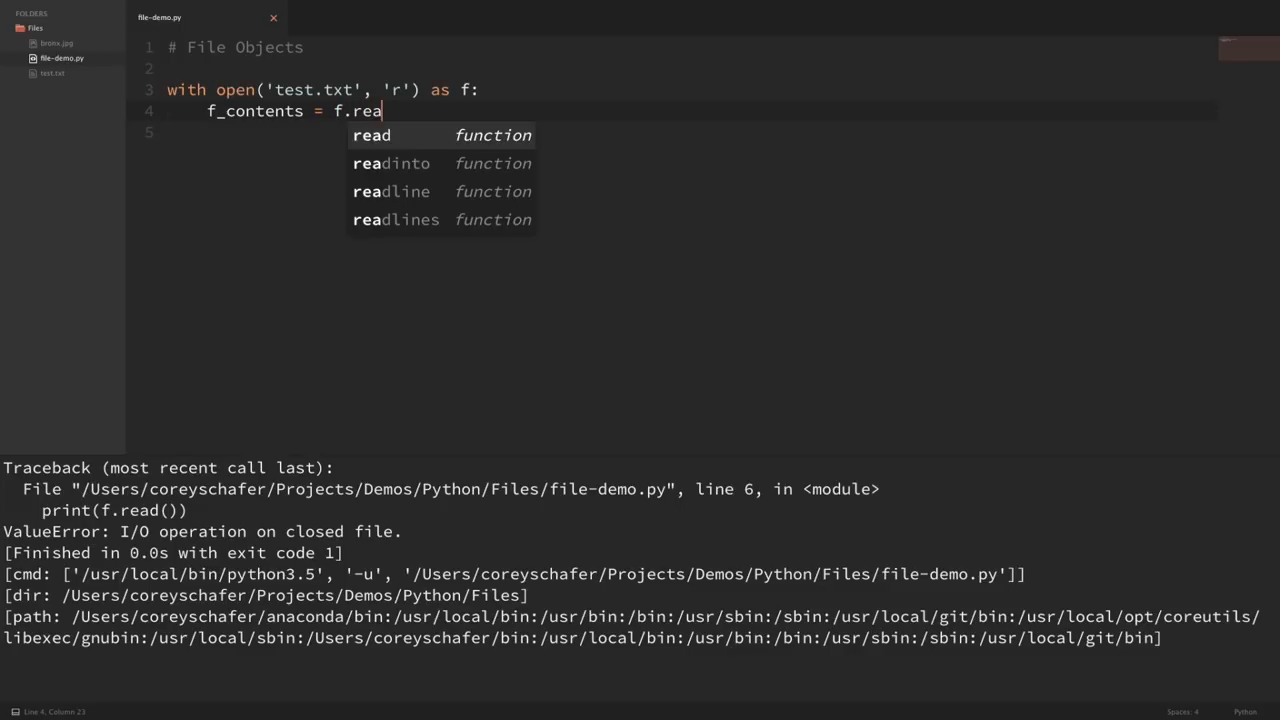 FOLDERS
Files
bronx.jpg
file-demo.py
test.txt
file-demo.py
1 # File Objects
2
3 with open('test.txt', 'r') as f:
4     f_contents = f.rea
5
read function
readinto function
readline function
readlines function
Traceback (most recent call last):
  File "/Users/coreyschafer/Projects/Demos/Python/Files/file-demo.py", line 6, in <module>
    print(f.read())
ValueError: I/O operation on closed file.
[Finished in 0.0s with exit code 1]
[cmd: ['/usr/local/bin/python3.5', '-u', '/Users/coreyschafer/Projects/Demos/Python/Files/file-demo.py']]
[dir: /Users/coreyschafer/Projects/Demos/Python/Files]
[path: /Users/coreyschafer/anaconda/bin:/usr/local/bin:/usr/bin:/bin:/usr/sbin:/sbin:/usr/local/git/bin:/usr/local/opt/coreutils/
libexec/gnubin:/usr/local/sbin:/Users/coreyschafer/bin:/usr/local/bin:/usr/bin:/bin:/usr/sbin:/sbin:/usr/local/git/bin]
Line 4, Column 23
Spaces: 4
Python